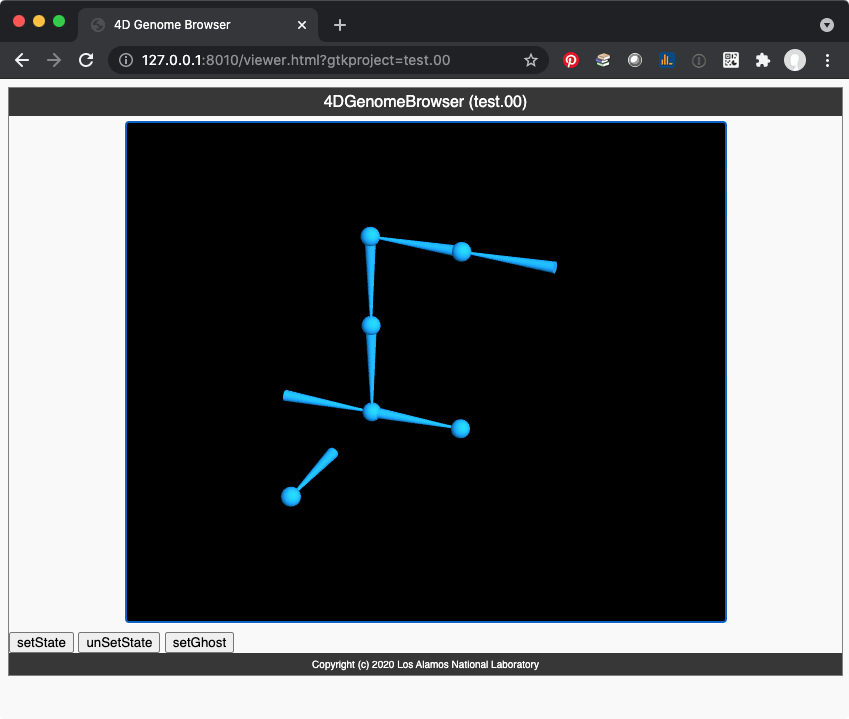 4D Genome Browser
127.0.0.1:8010/viewer.html?gtkproject=test.00
4DGenomeBrowser (test.00)
setState unSetState setGhost
Copyright (c) 2020 Los Alamos National Laboratory